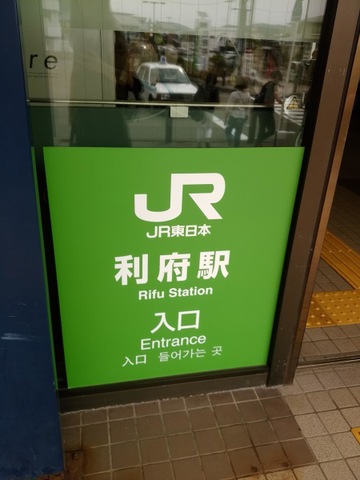 re
JR
JR東日本
利府駅
Rifu Station
入口
Entrance
入口 들어가는 곳